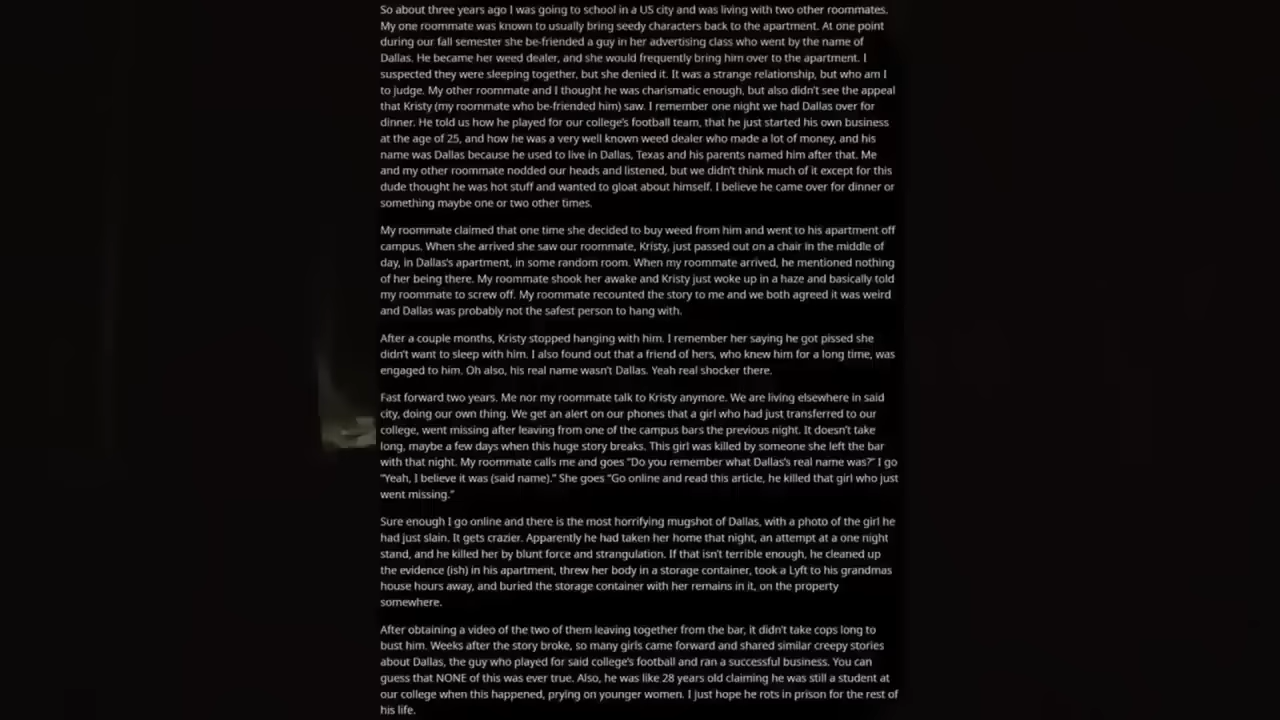 So about three years ago I was going to school in a US city and was living with two other roommates.
My one roommate was known to usually bring seedy characters back to the apartment. At one point
during our fall semester she be-friended a guy in her advertising class who went by the name of
Dallas. He became her weed dealer, and she would frequently bring him over to the apartment. I
suspected they were sleeping together, but she denied it. It was a strange relationship, but who am I
to judge. My other roommate and I thought he was charismatic enough, but also didn't see the appeal
that Kristy (my roommate who be-friended him) saw. I remember one night we had Dallas over for
dinner. He told us how he played for our college's football team, that he just started his own business
at the age of 25, and how he was a very well known weed dealer who made a lot of money, and his
name was Dallas because he used to live in Dallas, Texas and his parents named him after that. Me
and my other roommate nodded our heads and listened, but we didn't think much of it except for this
dude thought he was hot stuff and wanted to gloat about himself. I believe he came over for dinner or
something maybe one or two other times.
My roommate claimed that one time she decided to buy weed from him and went to his apartment off
campus. When she arrived she saw our roommate, Kristy, just passed out on a chair in the middle of
day, in Dallas's apartment, in some random room. When my roommate arrived, he mentioned nothing
of her being there. My roommate shook her awake and Kristy just woke up in a haze and basically told
my roommate to screw off. My roommate recounted the story to me and we both agreed it was weird
and Dallas was probably not the safest person to hang with.
After a couple months, Kristy stopped hanging with him. I remember her saying he got pissed she
didn't want to sleep with him. I also found out that a friend of hers, who knew him for a long time, was
engaged to him. Oh also, his real name wasn't Dallas. Yeah real shocker there.
Fast forward two years. Me nor my roommate talk to Kristy anymore. We are living elsewhere in said
city, doing our own thing. We get an alert on our phones that a girl who had just transferred to our
college, went missing after leaving from one of the campus bars the previous night. It doesn't take
long, maybe a few days when this huge story breaks. This girl was killed by someone she left the bar
with that night. My roommate calls me and goes "Do you remember what Dallas's real name was?" I go
"Yeah, I believe it was (said name)." She goes "Go online and read this article, he killed that girl who just
went missing."
Sure enough I go online and there is the most horrifying mugshot of Dallas, with a photo of the girl he
had just slain. It gets crazier. Apparently he had taken her home that night, an attempt at a one night
stand, and he killed her by blunt force and strangulation. If that isn't terrible enough, he cleaned up
the evidence (ish) in his apartment, threw her body in a storage container, took a Lyft to his grandmas
house hours away, and buried the storage container with her remains in it, on the property
somewhere.
After obtaining a video of the two of them leaving together from the bar, it didn't take cops long to
bust him. Weeks after the story broke, so many girls came forward and shared similar creepy stories
about Dallas, the guy who played for said college's football and ran a successful business. You can
guess that NONE of this was ever true. Also, he was like 28 years old claiming he was still a student at
our college when this happened, prying on younger women. I just hope he rots in prison for the rest of
his life.